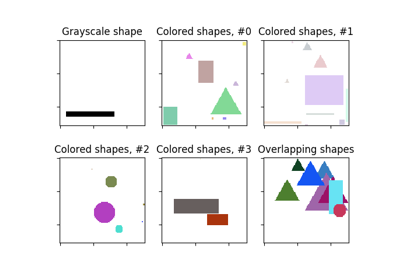 Grayscale shape
Colored shapes, #0
Colored shapes, #1
Colored shapes, #2
Colored shapes, #3
Overlapping shapes